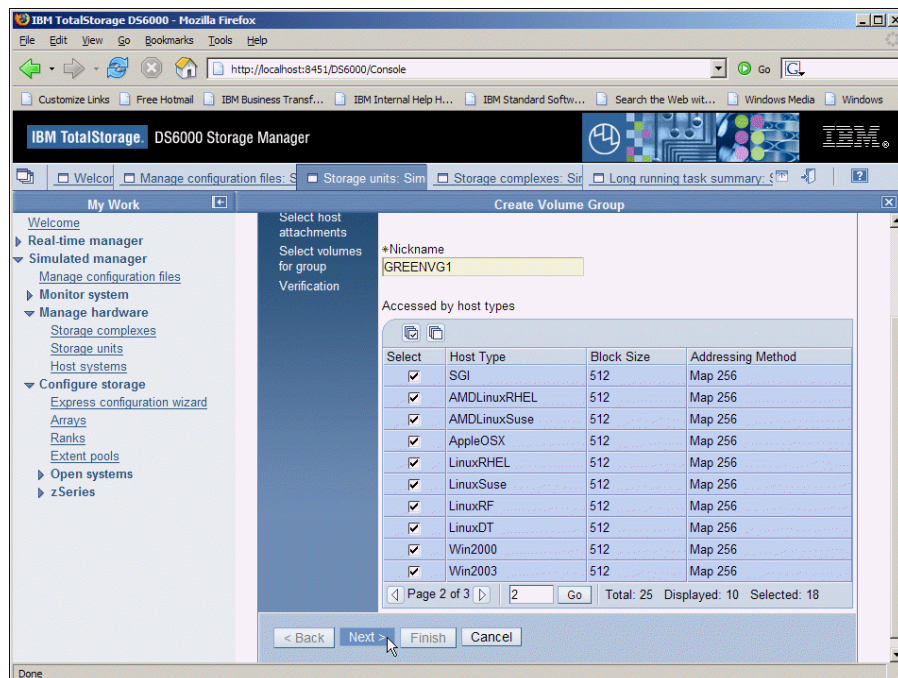 IBM TotalStorage DS6000 - Mozilla Firefox
File Edit View Go Bookmarks Tools Help
http://localhost:8451/DS6000/Console
Go
G
Customize Links Free Hotmail IBM Business Transf... IBM Internal Help H... IBM Standard Softw... Search the Web wit... Windows Media Windows
IBM TotalStorage. DS6000 Storage Manager
IBM
Welcor Manage configuration files: S Storage units: Sim Storage complexes: Sir Long running task summary: S ?
My Work
Create Volume Group
Welcome
Real-time manager
Simulated manager
Manage configuration files
Monitor system
Manage hardware
Storage complexes
Storage units
Host systems
Configure storage
Express configuration wizard
Arrays
Ranks
Extent pools
Open systems
zSeries
Select host
attachments
Select volumes
for group
Verification
*Nickname
GREENVG1
Accessed by host types
Select Host Type Block Size Addressing Method
SGI 512 Map 256
AMDLinuxRHEL 512 Map 256
AMDLinuxSuse 512 Map 256
AppleOSX 512 Map 256
LinuxRHEL 512 Map 256
LinuxSuse 512 Map 256
LinuxRF 512 Map 256
LinuxDT 512 Map 256
Win2000 512 Map 256
Win2003 512 Map 256
Page 2 of 3 2 Go Total: 25 Displayed: 10 Selected: 18
< Back Next > Finish Cancel
Done